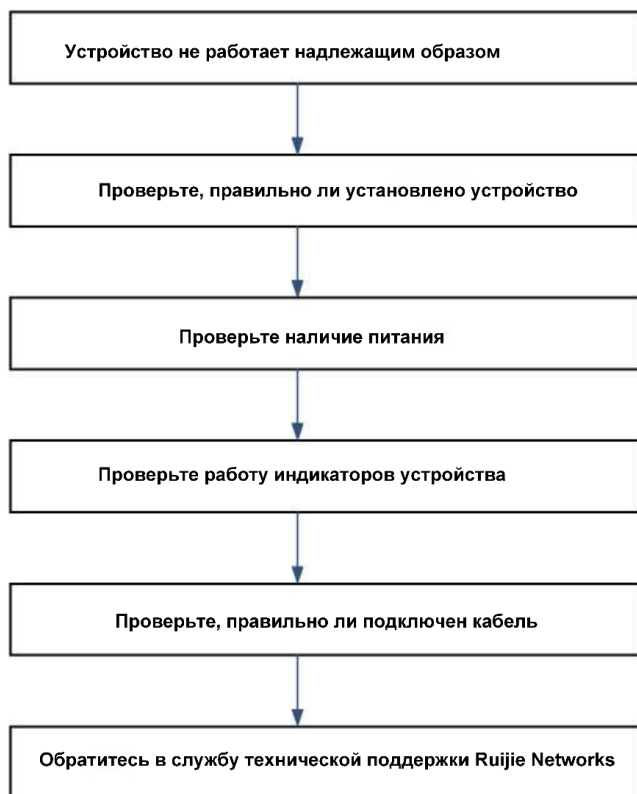 Устройство не работает надлежащим образом
Проверьте, правильно ли установлено устройство
Проверьте наличие питания
Проверьте работу индикаторов устройства
Проверьте, правильно ли подключен кабель
Обратитесь в службу технической поддержки Ruijie Networks